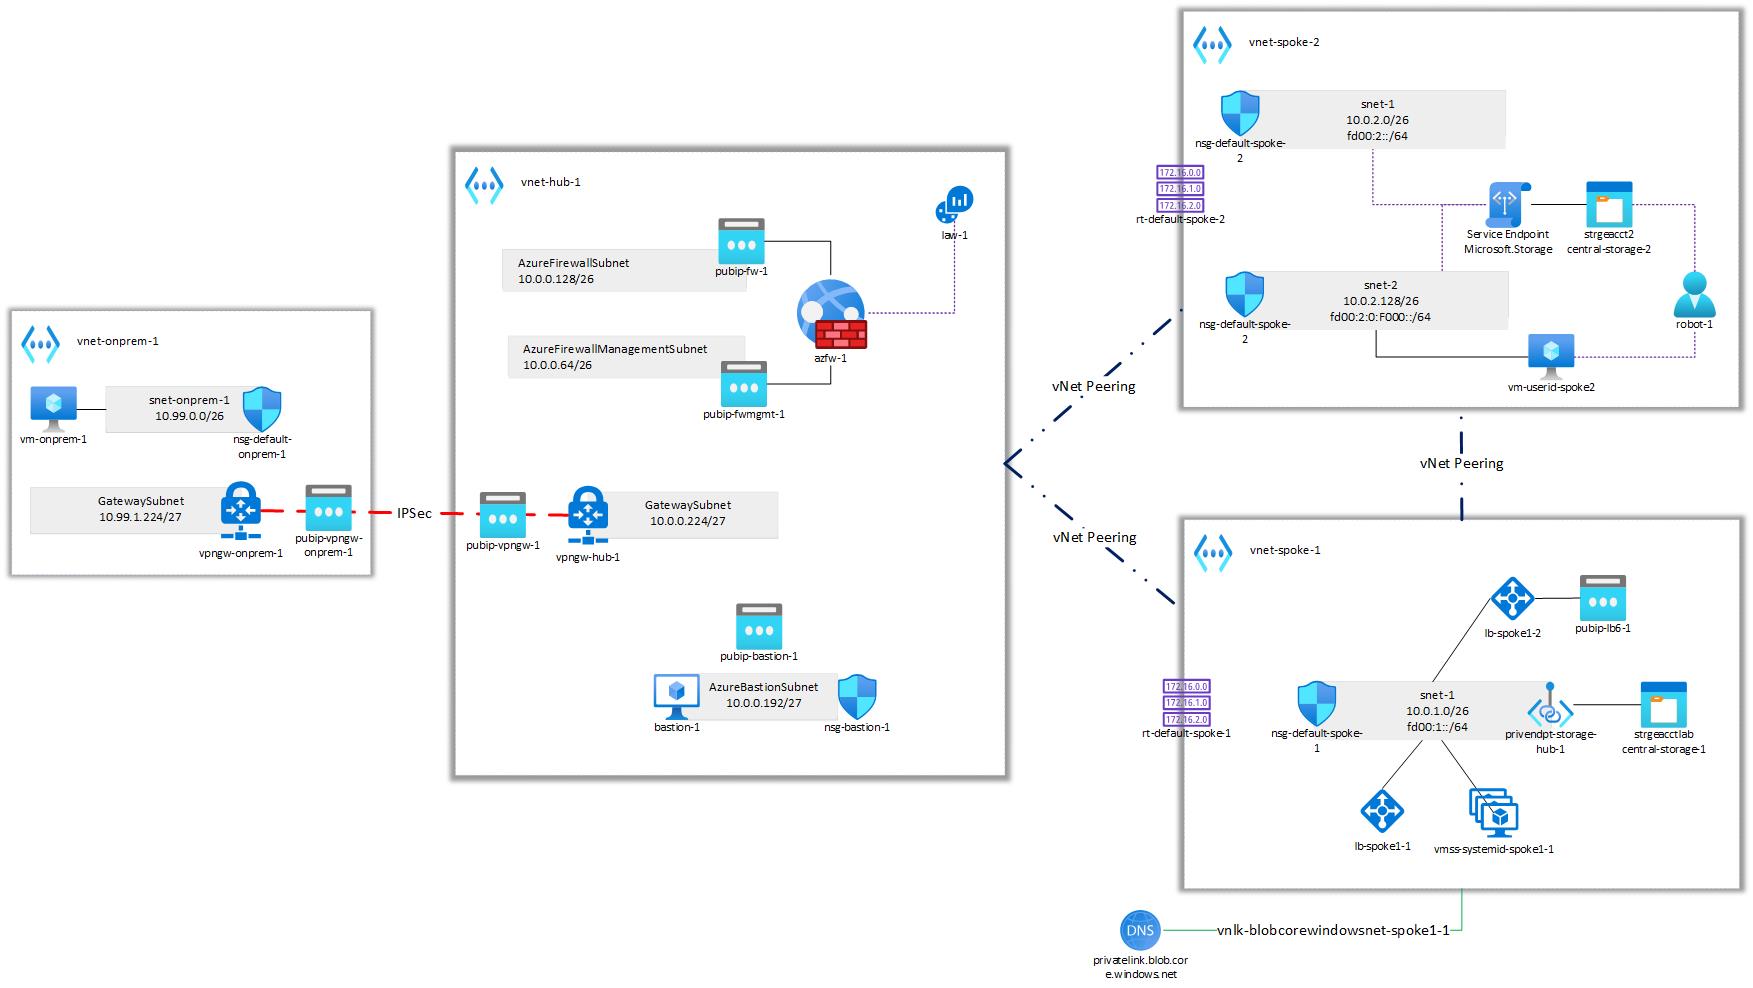 vnet-onprem-1
vm-onprem-1
snet-onprem-1
10.99.0.0/26
nsg-default-
onprem-1
GatewaySubnet
10.99.1.224/27
vpngw-onprem-1
pubip-vpngw-
onprem-1
IPSec
vnet-hub-1
law-1
AzureFirewallSubnet
10.0.0.128/26
pubip-fw-1
AzureFirewallManagementSubnet
10.0.0.64/26
pubip-fwmgmt-1
azfw-1
pubip-vpngw-1
vpngw-hub-1
GatewaySubnet
10.0.0.224/27
pubip-bastion-1
AzureBastionSubnet
10.0.0.192/27
bastion-1
nsg-bastion-1
vNet Peering
vNet Peering
vnet-spoke-2
snet-1
10.0.2.0/26
fd00:2::/64
nsg-default-spoke-
2
172.16.0.0
172.16.1.0
172.16.2.0
rt-default-spoke-2
Service Endpoint
Microsoft.Storage
strgeacct2
central-storage-2
snet-2
10.0.2.128/26
fd00:2:0:F000::/64
nsg-default-spoke-
2
robot-1
vm-userid-spoke2
vNet Peering
vnet-spoke-1
lb-spoke1-2
pubip-lb6-1
172.16.0.0
172.16.1.0
172.16.2.0
rt-default-spoke-1
nsg-default-spoke-
1
snet-1
10.0.1.0/26
fd00:1::/64
privendpt-storage-
hub-1
strgeacctlab
central-storage-1
lb-spoke1-1
vmss-systemid-spoke1-1
DNS
vnlk-blobcorewindowsnet-spoke1-1
privatelink.blob.cor
e.windows.net